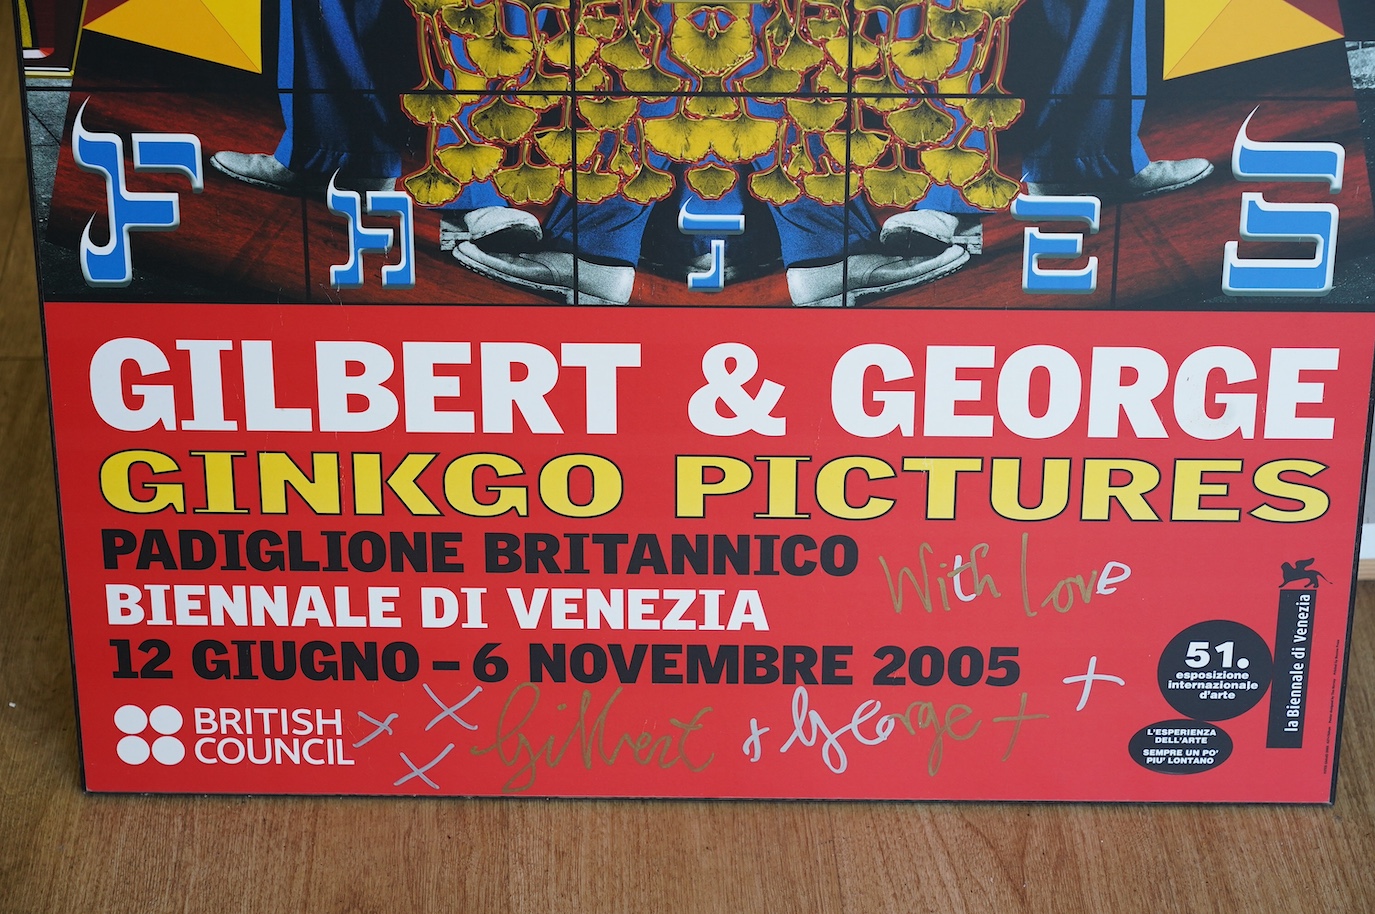 FATES
GILBERT & GEORGE
GINKGO PICTURES
PADIGLIONE BRITANNICO
With Love
BIENNALE DI VENEZIA
12 GIUGNO – 6 NOVEMBRE 2005
BRITISH
COUNCIL
x x x Gilbert + George + +
51.
esposizione
internazionale
d'arte
la Biennale di Venezia
L'ESPERIENZA
DELL'ARTE
SEMPRE UN PO'
PIU' LONTANO